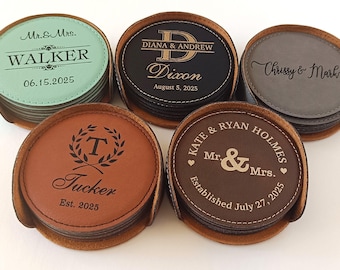 Mr. & Mrs.
WALKER
06.15.2025
D
DIANA & ANDREW
Dixon
August 5, 2025
Chrissy & Mark
T
Tucker
Est. 2025
KATE & RYAN HOLMES
Mr. & Mrs.
Established July 27, 2025